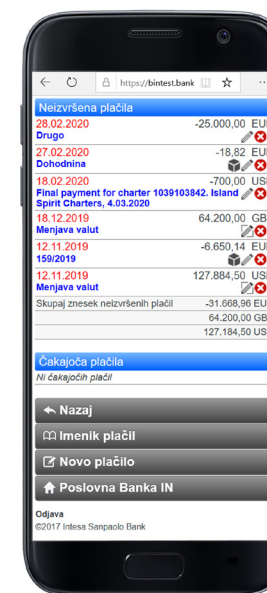 https://bintest.bank
Neizvršena plačila
28.02.2020 -25.000,00 EU
Drugo
27.02.2020 -18,82 EU
Dohodnina
18.02.2020 -700,00 US
Final payment for charter 1039103842. Island
Spirit Charters, 4.03.2020
18.12.2019 64.200,00 GB
Menjava valut
12.11.2019 -6.650,14 EU
159/2019
12.11.2019 127.884,50 US
Menjava valut
Skupaj znesek neizvršenih plačil -31.668,96 EU
64.200,00 GB
127.184,50 US
Čakajoča plačila
Ni čakajočih plačil
Nazaj
Imenik plačil
Novo plačilo
Poslovna Banka IN
Odjava
©2017 Intesa Sanpaolo Bank